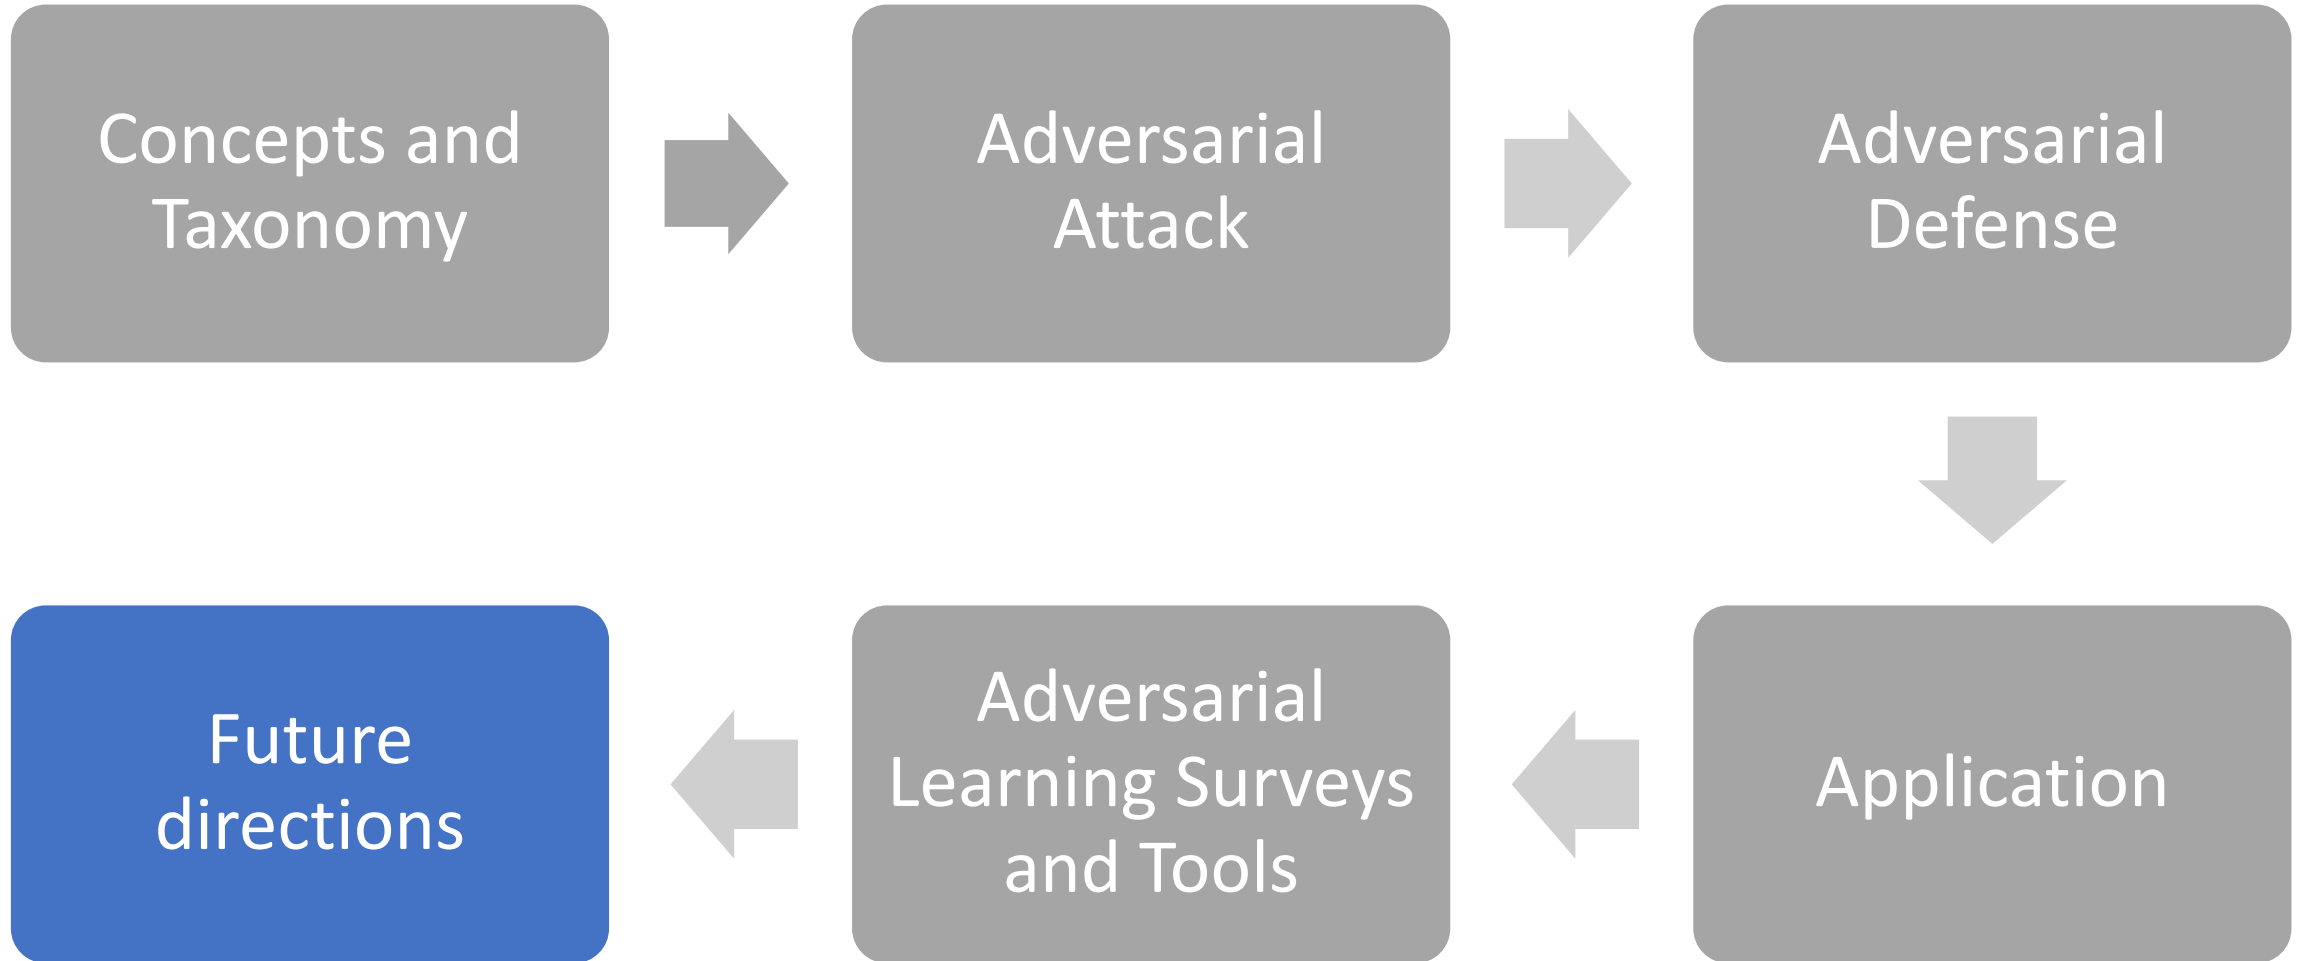 Concepts and
Taxonomy
Adversarial
Attack
Adversarial
Defense
Application
Adversarial
Learning Surveys
and Tools
Future
directions